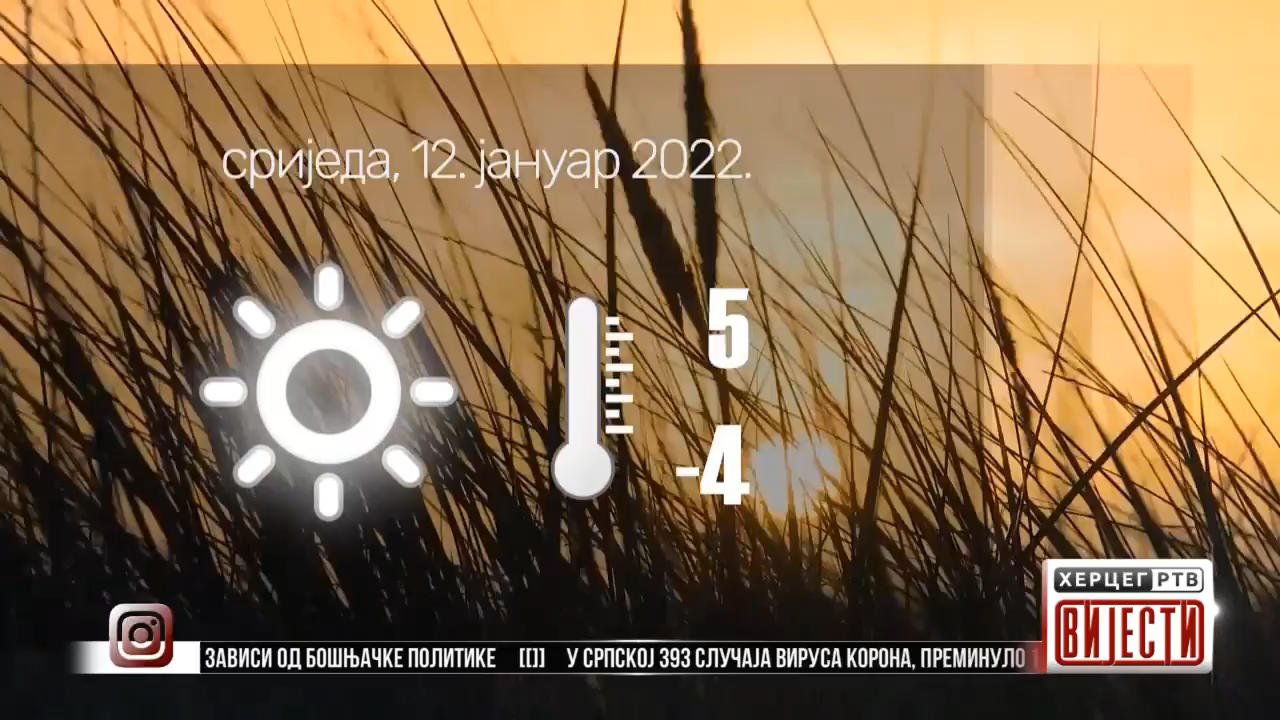 сриједа, 12. јануар 2022.
5
-4
ХЕРЦЕГ РТВ
ВИЈЕСТИ
ЗАВИСИ ОД БОШЊАЧКЕ ПОЛИТИКЕ [[]] У СРПСКОЈ 393 СЛУЧАЈА ВИРУСА КОРОНА, ПРЕМИНУЛО